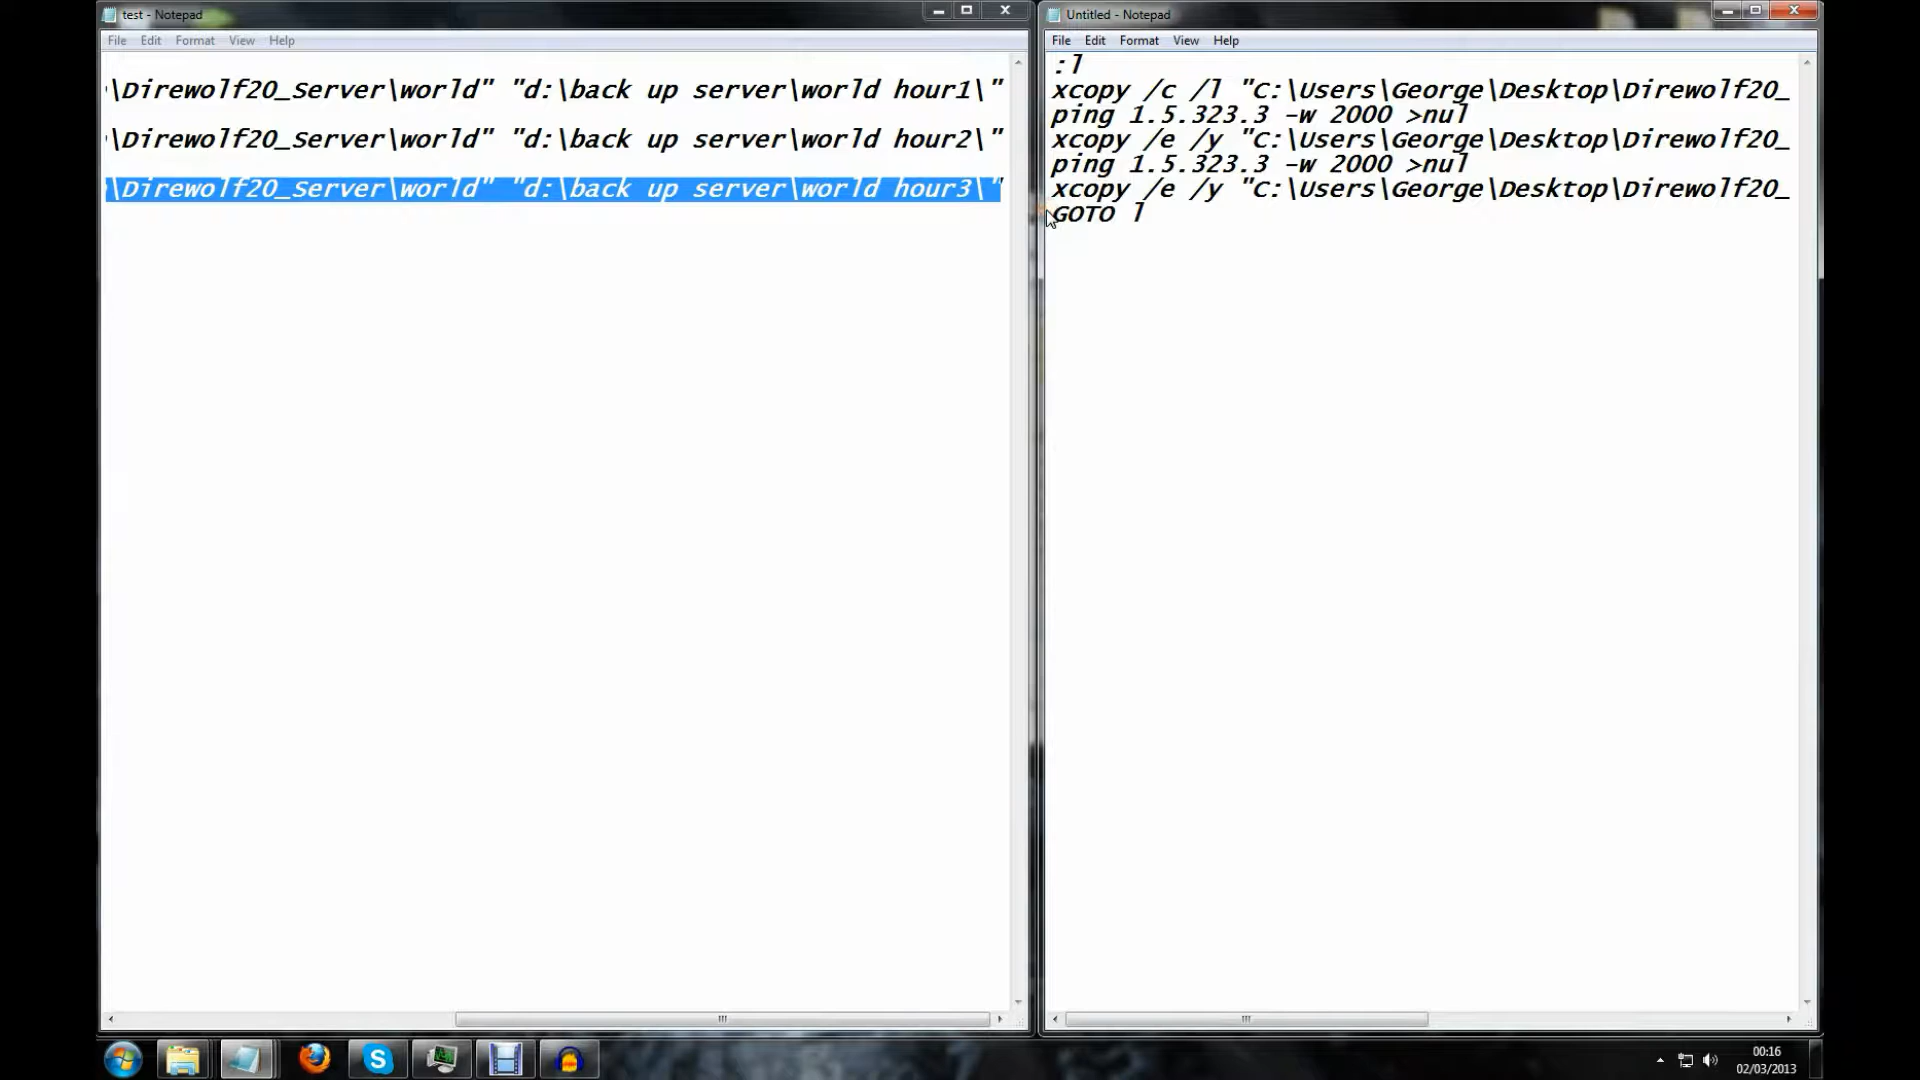 test - Notepad
File Edit Format View Help
\Direwolf20_Server\world" "d:\back up server\world hour1\"
\Direwolf20_Server\world" "d:\back up server\world hour2\"
\Direwolf20_Server\world" "d:\back up server\world hour3\"
Untitled - Notepad
File Edit Format View Help
:l
xcopy /c /l "C:\Users\George\Desktop\Direwolf20_
ping 1.5.323.3 -w 2000 >nul
xcopy /e /y "C:\Users\George\Desktop\Direwolf20_
ping 1.5.323.3 -w 2000 >nul
xcopy /e /y "C:\Users\George\Desktop\Direwolf20_
GOTO l
00:16
02/03/2013